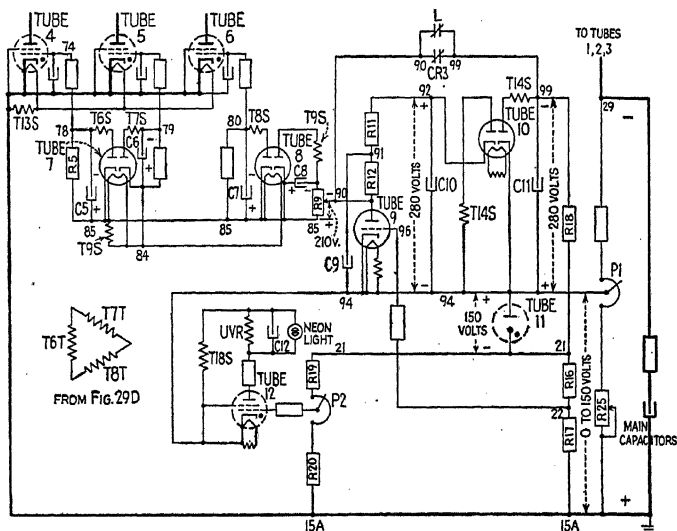 TUBE 4
TUBE 5
TUBE 6
L
TO TUBES
1,2,3
74
90
99
CR3
T14S
92
99
29
T13S
T6S
T7S
78
79
C6
80
T8S
T9S
TUBE 7
R5
C5
TUBE 8
C8
C7
R11
91
R12
TUBE 10
280 VOLTS
C10
T14S
C11
280 VOLTS
R18
85
84
T9S
85
85
R9
90
210V.
TUBE 9
96
C9
P1
94
94
150 VOLTS
TUBE 11
T7T
T6T
T8T
FROM FIG. 29D
T18S
UVR
C12
NEON LIGHT
21
21
TUBE 12
R19
P2
R20
R16
22
R17
0 TO 150 VOLTS
R25
MAIN CAPACITORS
15A
15A